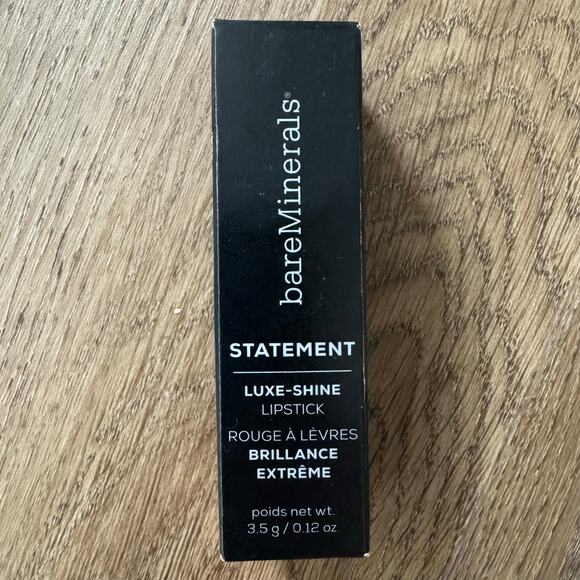 bareMinerals®
STATEMENT
LUXE-SHINE
LIPSTICK
ROUGE À LÈVRES
BRILLANCE
EXTRÊME
poids net wt.
3.5 g / 0.12 oz.